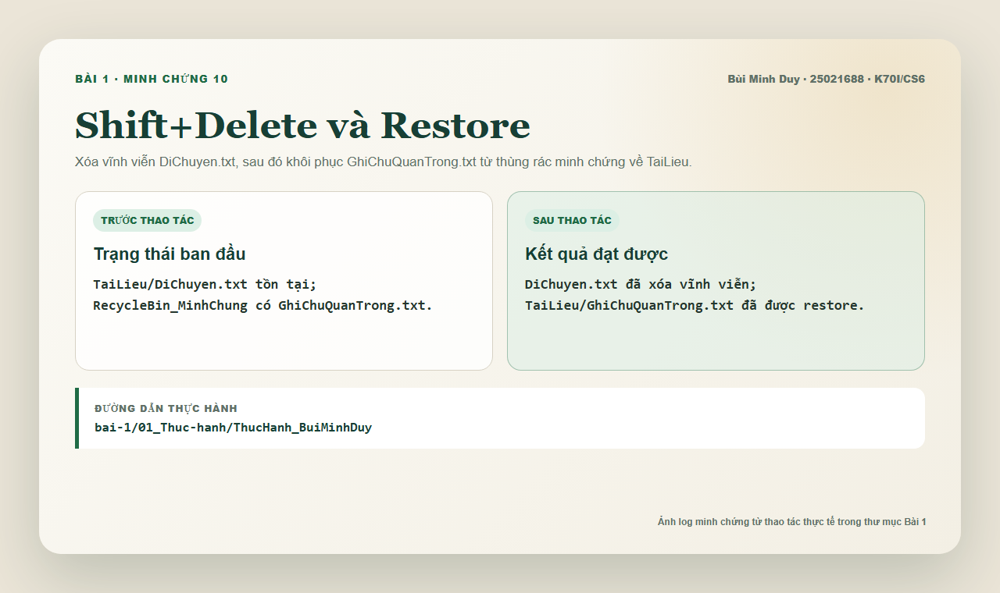 BÀI 1 · MINH CHỨNG 10
Bùi Minh Duy · 25021688 · K70I/CS6
Shift+Delete và Restore
Xóa vĩnh viễn DiChuyen.txt, sau đó khôi phục GhiChuQuanTrong.txt từ thùng rác minh chứng về TaiLieu.
TRƯỚC THAO TÁC
Trạng thái ban đầu
TaiLieu/DiChuyen.txt tồn tại;
RecycleBin_MinhChung có GhiChuQuanTrong.txt.
SAU THAO TÁC
Kết quả đạt được
DiChuyen.txt đã xóa vĩnh viễn;
TaiLieu/GhiChuQuanTrong.txt đã được restore.
ĐƯỜNG DẪN THỰC HÀNH
bai-1/01_Thuc-hanh/ThucHanh_BuiMinhDuy
Ảnh log minh chứng từ thao tác thực tế trong thư mục Bài 1